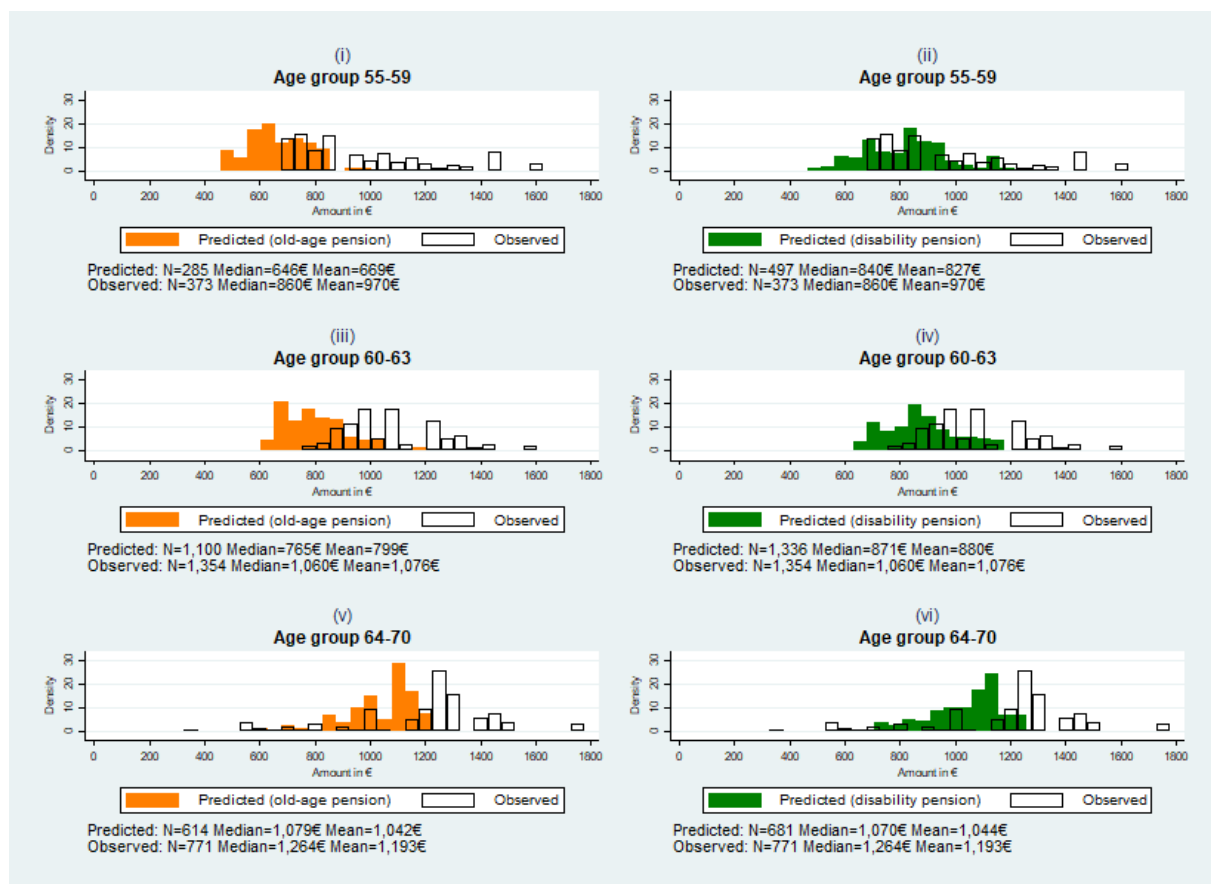 (i)
Age group 55-59
Density
30
20
10
0
0 200 400 600 800 1000 1200 1400 1600 1800
Amount in €
Predicted (old-age pension) Observed
Predicted: N=285 Median=646€ Mean=669€
Observed: N=373 Median=860€ Mean=970€
(ii)
Age group 55-59
Density
30
20
10
0
0 200 400 600 800 1000 1200 1400 1600 1800
Amount in €
Predicted (disability pension) Observed
Predicted: N=497 Median=840€ Mean=827€
Observed: N=373 Median=860€ Mean=970€
(iii)
Age group 60-63
Density
30
20
10
0
0 200 400 600 800 1000 1200 1400 1600 1800
Amount in €
Predicted (old-age pension) Observed
Predicted: N=1,100 Median=765€ Mean=799€
Observed: N=1,354 Median=1,060€ Mean=1,076€
(iv)
Age group 60-63
Density
30
20
10
0
0 200 400 600 800 1000 1200 1400 1600 1800
Amount in €
Predicted (disability pension) Observed
Predicted: N=1,336 Median=871€ Mean=880€
Observed: N=1,354 Median=1,060€ Mean=1,076€
(v)
Age group 64-70
Density
30
20
10
0
0 200 400 600 800 1000 1200 1400 1600 1800
Amount in €
Predicted (old-age pension) Observed
Predicted: N=614 Median=1,079€ Mean=1,042€
Observed: N=771 Median=1,264€ Mean=1,193€
(vi)
Age group 64-70
Density
30
20
10
0
0 200 400 600 800 1000 1200 1400 1600 1800
Amount in €
Predicted (disability pension) Observed
Predicted: N=681 Median=1,070€ Mean=1,044€
Observed: N=771 Median=1,264€ Mean=1,193€